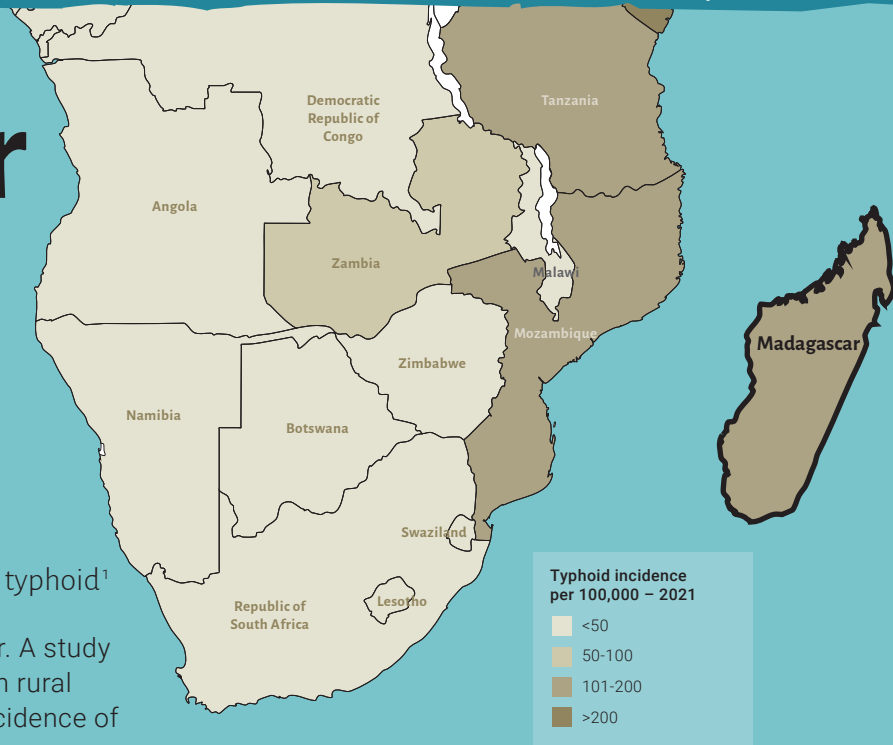 r
Democratic
Republic of
Congo
Tanzania
Angola
Zambia
Malawi
Mozambique
Madagascar
Zimbabwe
Namibia
Botswana
Swaziland
Lesotho
Republic of
South Africa
typhoid¹
r. A study
n rural
cidence of
Typhoid incidence
per 100,000 – 2021
<50
50-100
101-200
>200